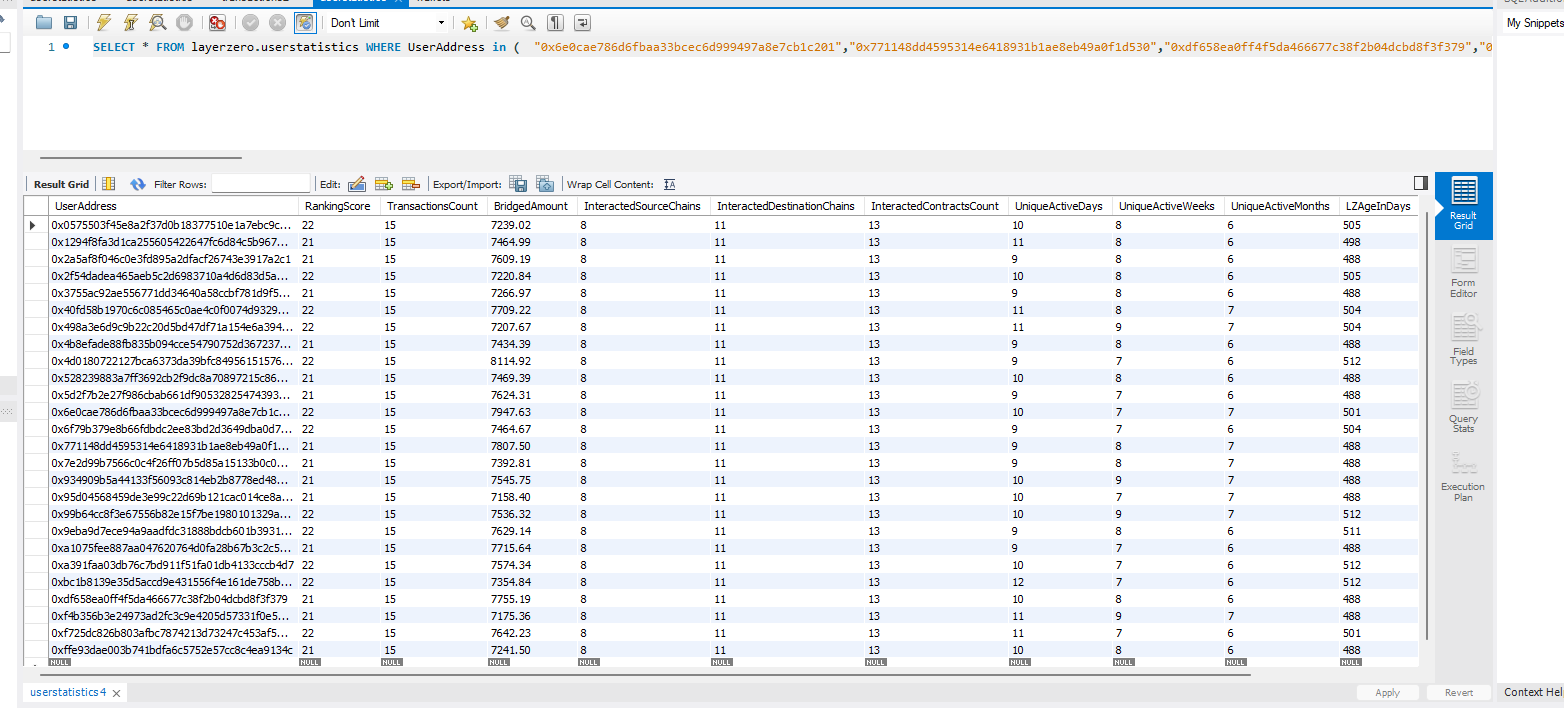 Don't Limit
My Snippets
1 SELECT * FROM layerzero.userstatistics WHERE UserAddress in ( "0x6e0cae786d6fbaa33bcec6d999497a8e7cb1c201","0x771148dd4595314e6418931b1ae8eb49a0f1d530","0xdf658ea0ff4f5da466677c38f2b04dcbd8f3f379","0
Result Grid Filter Rows: Edit: Export/Import: Wrap Cell Content:
UserAddress RankingScore TransactionsCount BridgedAmount InteractedSourceChains InteractedDestinationChains InteractedContractsCount UniqueActiveDays UniqueActiveWeeks UniqueActiveMonths LZAgeInDays
0x0575503f45e8a2f37d0b18377510e1a7ebc9c... 22 15 7239.02 8 11 13 10 8 6 505
0x1294f8fa3d1ca255605422647fc6d84c5b967... 21 15 7464.99 8 11 13 11 8 6 498
0x2a5af8f046c0e3fd895a2dfacf26743e3917a2c1 21 15 7609.19 8 11 13 9 8 6 488
0x2f54dadea465aeb5c2d6983710a4d6d83d5a... 22 15 7220.84 8 11 13 10 8 6 505
0x3755ac92ae556771dd34640a58ccbf781d9f5... 21 15 7266.97 8 11 13 9 8 6 488
0x40fd58b1970c6c085465c0ae4c0f0074d9329... 22 15 7709.22 8 11 13 11 8 7 504
0x498a3e6d9c9b22c20d5bd47df71a154e6a394... 22 15 7207.67 8 11 13 11 9 7 504
0x4b8efade88fb835b094cce54790752d367237... 21 15 7434.39 8 11 13 9 8 6 488
0x4d0180722127bca6373da39bfc84956151576... 22 15 8114.92 8 11 13 9 7 6 512
0x528239883a7ff3692cb2f9dc8a70897215c86... 21 15 7469.39 8 11 13 10 8 6 488
0x5d2f7b2e27f986cbab661df90532825474393... 21 15 7624.31 8 11 13 9 7 6 488
0x6e0cae786d6fbaa33bcec6d999497a8e7cb1c... 22 15 7947.63 8 11 13 10 7 7 501
0x6f79b379e8b66fdbdc2ee83bd2d3649dba0d7... 22 15 7464.67 8 11 13 9 7 6 504
0x771148dd4595314e6418931b1ae8eb49a0f1... 21 15 7807.50 8 11 13 9 8 7 488
0x7e2d99b7566c0c4f26ff07b5d85a15133b0c0... 21 15 7392.81 8 11 13 9 8 7 488
0x934909b5a44133f56093c814eb2b8778ed48... 21 15 7545.75 8 11 13 10 9 7 488
0x95d04568459de3e99c22d69b121cac014ce8a... 21 15 7158.40 8 11 13 10 7 7 488
0x99b64cc8f3e67556b82e15f7be1980101329a... 22 15 7536.32 8 11 13 10 9 7 512
0x9eba9d7ece94a9aadfdc31888bdcb601b3931... 22 15 7629.14 8 11 13 9 8 6 511
0xa1075fee887aa047620764d0fa28b67b3c2c5... 21 15 7715.64 8 11 13 9 7 6 488
0xa391faa03db76c7bd911f51fa01db4133cccb4d7 22 15 7574.34 8 11 13 10 7 6 512
0xbc1b8139e35d5accd9e431556f4e161de758b... 22 15 7354.84 8 11 13 12 7 6 512
0xdf658ea0ff4f5da466677c38f2b04dcbd8f3f379 21 15 7755.19 8 11 13 10 8 6 488
0xf4b356b3e24973ad2fc3c9e4205d57331f0e5... 21 15 7175.36 8 11 13 11 9 7 488
0xf725dc826b803afbc7874213d73247c453af5... 22 15 7642.23 8 11 13 11 7 6 501
0xffe93dae003b741bdfa6c5752e57cc8c4ea9134c 21 15 7241.50 8 11 13 10 8 6 488
NULL NULL NULL NULL NULL NULL NULL NULL NULL NULL NULL
Result
Grid
Form
Editor
Field
Types
Query
Stats
Execution
Plan
userstatistics 4 Apply Revert Context Hel